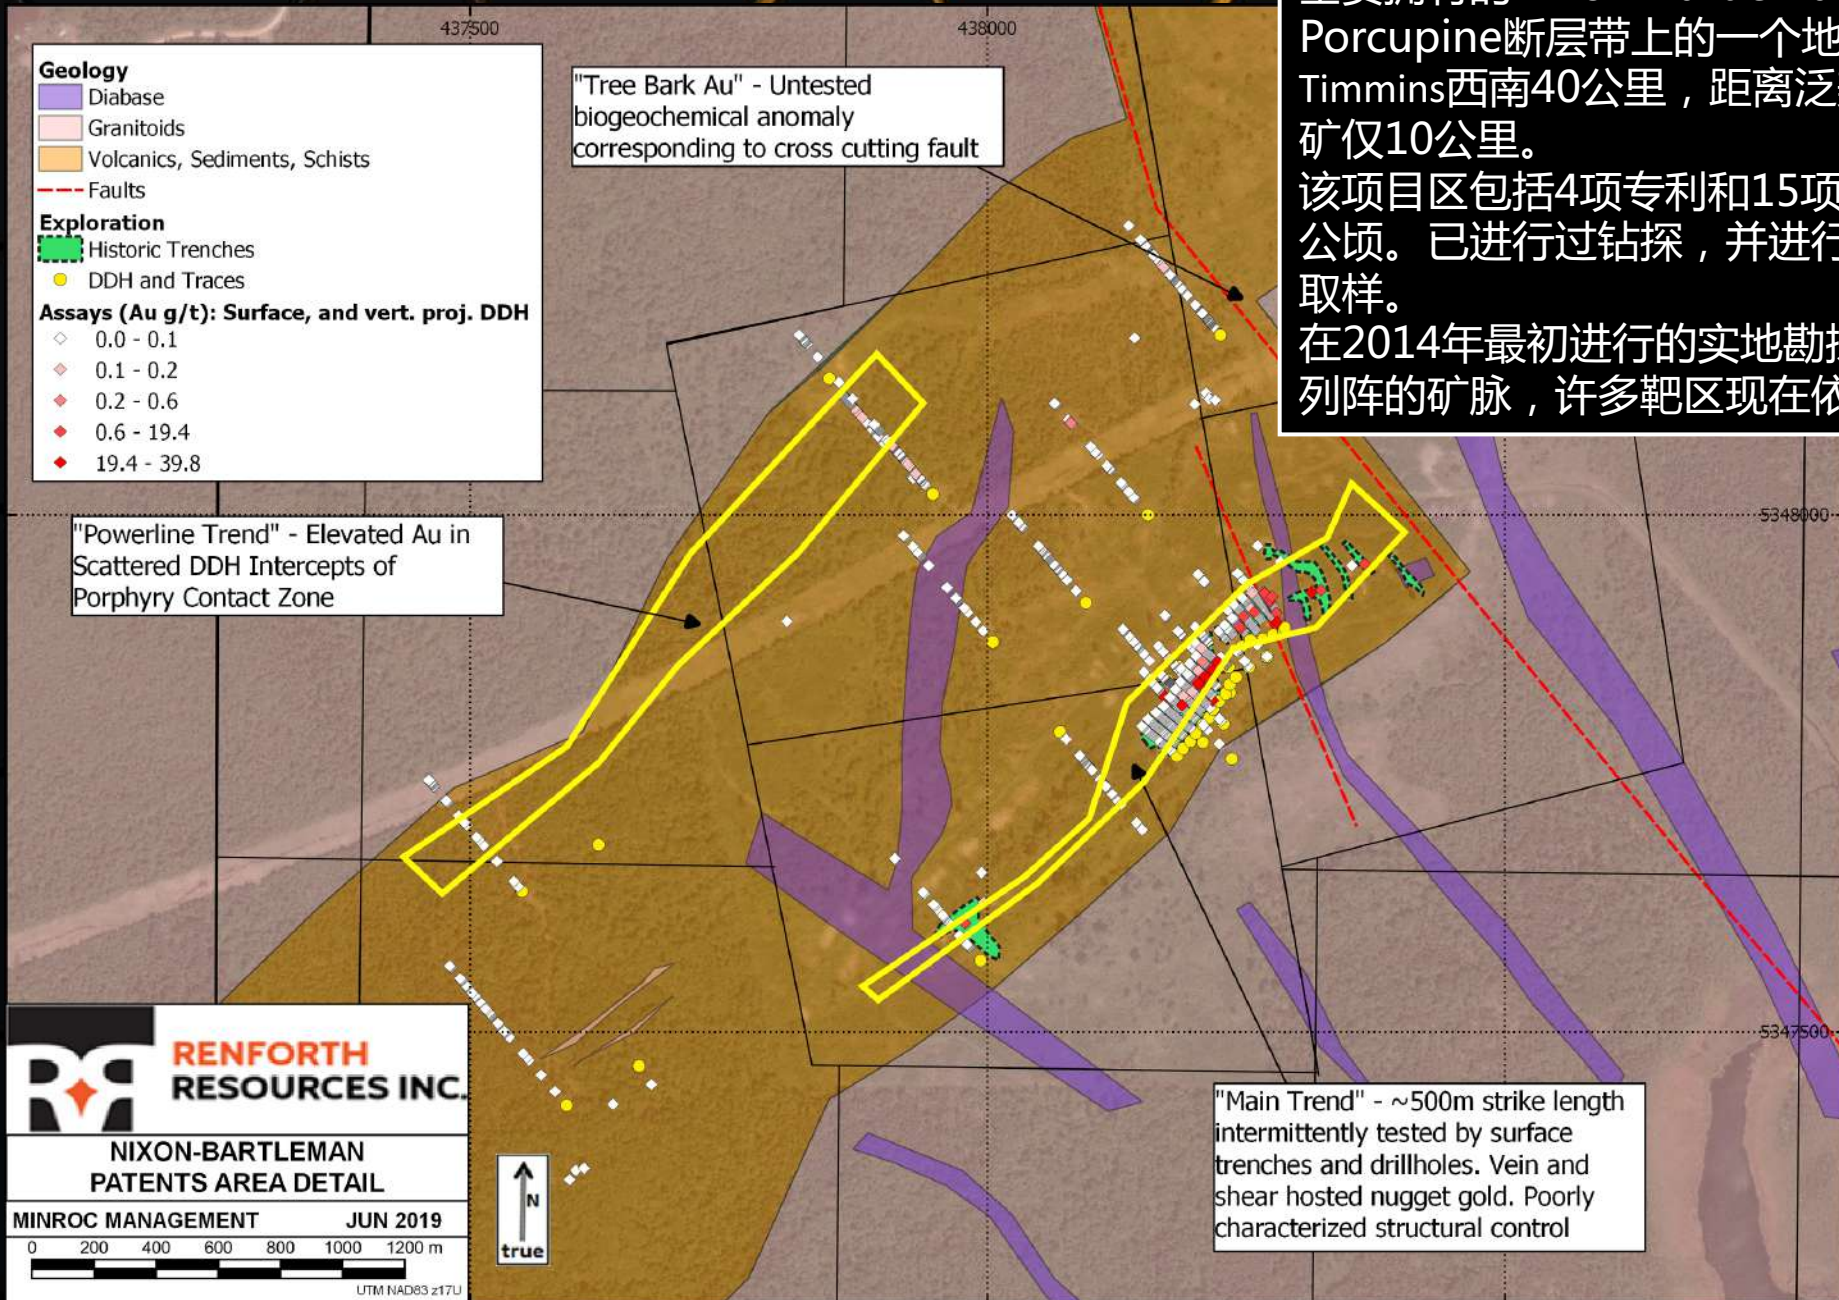 437500
438000
Geology
Diabase
Granitoids
Volcanics, Sediments, Schists
Faults
Exploration
Historic Trenches
DDH and Traces
Assays (Au g/t): Surface, and vert. proj. DDH
0.0 - 0.1
0.1 - 0.2
0.2 - 0.6
0.6 - 19.4
19.4 - 39.8
"Tree Bark Au" - Untested
biogeochemical anomaly
corresponding to cross cutting fault
Porcupine断层带上的一个地
Timmins西南40公里，距离泛
矿仅10公里。
该项目区包括4项专利和15项
公顷。已进行过钻探，并进行
取样。
在2014年最初进行的实地勘
列阵的矿脉，许多靶区现在依
"Powerline Trend" - Elevated Au in
Scattered DDH Intercepts of
Porphyry Contact Zone
5348000
5347500
"Main Trend" - ~500m strike length
intermittently tested by surface
trenches and drillholes. Vein and
shear hosted nugget gold. Poorly
characterized structural control
RENFORTH
RESOURCES INC.
NIXON-BARTLEMAN
PATENTS AREA DETAIL
MINROC MANAGEMENT JUN 2019
0 200 400 600 800 1000 1200 m
UTM NAD83 z17U
N
true